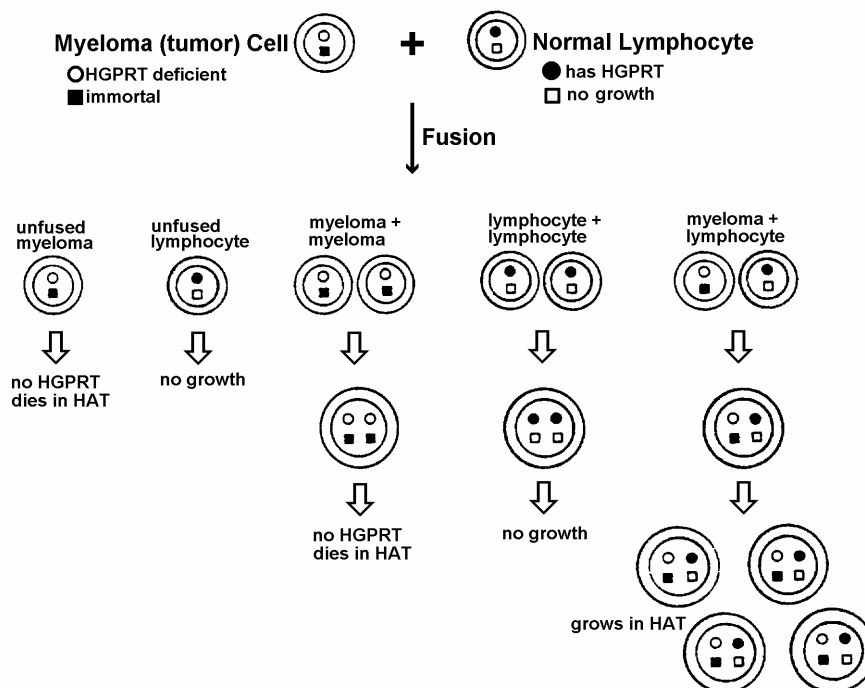 Myeloma (tumor) Cell
HGPRT deficient
immortal
+
Normal Lymphocyte
has HGPRT
no growth
Fusion
unfused
myeloma
unfused
lymphocyte
myeloma +
myeloma
lymphocyte +
lymphocyte
myeloma +
lymphocyte
no HGPRT
dies in HAT
no growth
no HGPRT
dies in HAT
no growth
grows in HAT